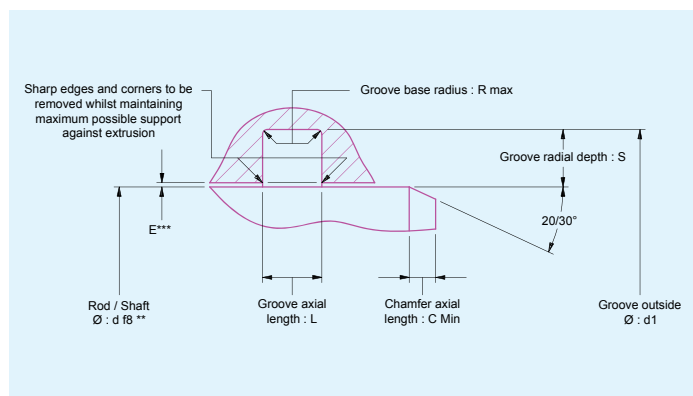 Sharp edges and corners to be
removed whilst maintaining
maximum possible support
against extrusion
Groove base radius : R max
Groove radial depth : S
20/30°
E***
Rod / Shaft
Ø : d f8 **
Groove axial
length : L
Chamfer axial
length : C Min
Groove outside
Ø : d1